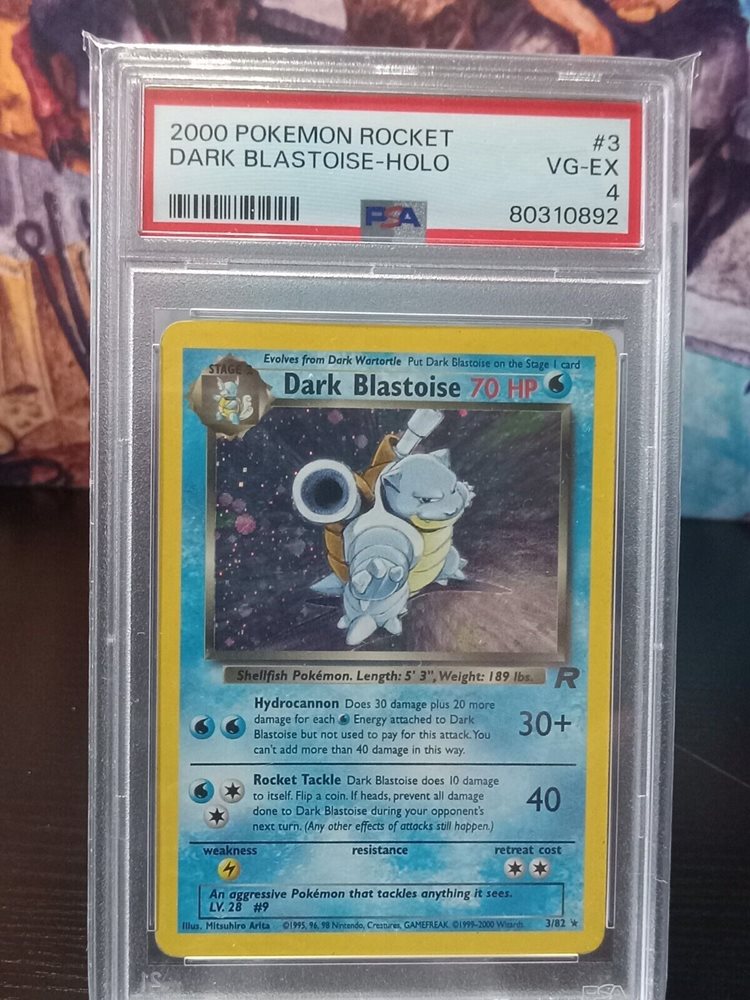 2000 POKEMON ROCKET #3
DARK BLASTOISE-HOLO VG-EX
4
PSA 80310892
Evolves from Dark Wartortle Put Dark Blastoise on the Stage 1 card
STAGE
Dark Blastoise 70 HP
Shellfish Pokémon. Length: 5' 3", Weight: 189 lbs.
R
Hydrocannon Does 30 damage plus 20 more
damage for each Energy attached to Dark
Blastoise but not used to pay for this attack. You
can't add more than 40 damage in this way.
30+
Rocket Tackle Dark Blastoise does 10 damage
to itself. Flip a coin. If heads, prevent all damage
done to Dark Blastoise during your opponent's
next turn. (Any other effects of attacks still happen.)
40
weakness resistance retreat cost
An aggressive Pokémon that tackles anything it sees.
LV. 28 #9
Illus. Mitsuhiro Arita ©1995, 96, 98 Nintendo, Creatures, GAMEFREAK. ©1999-2000 Wizards. 3/82 ★